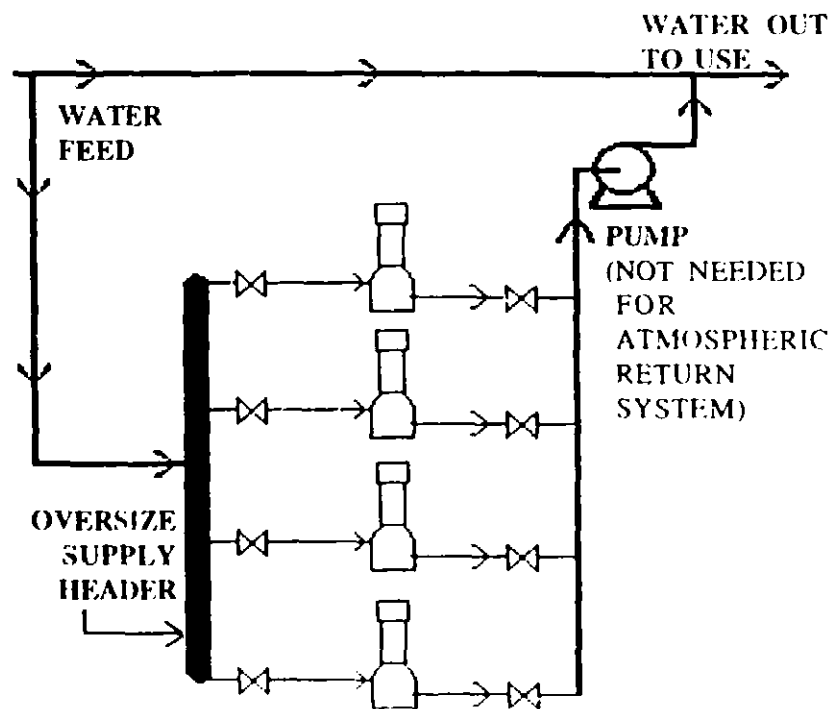 WATER OUT
TO USE
WATER
FEED
PUMP
(NOT NEEDED
FOR
ATMOSPHERIC
RETURN
SYSTEM)
OVERSIZE
SUPPLY
HEADER